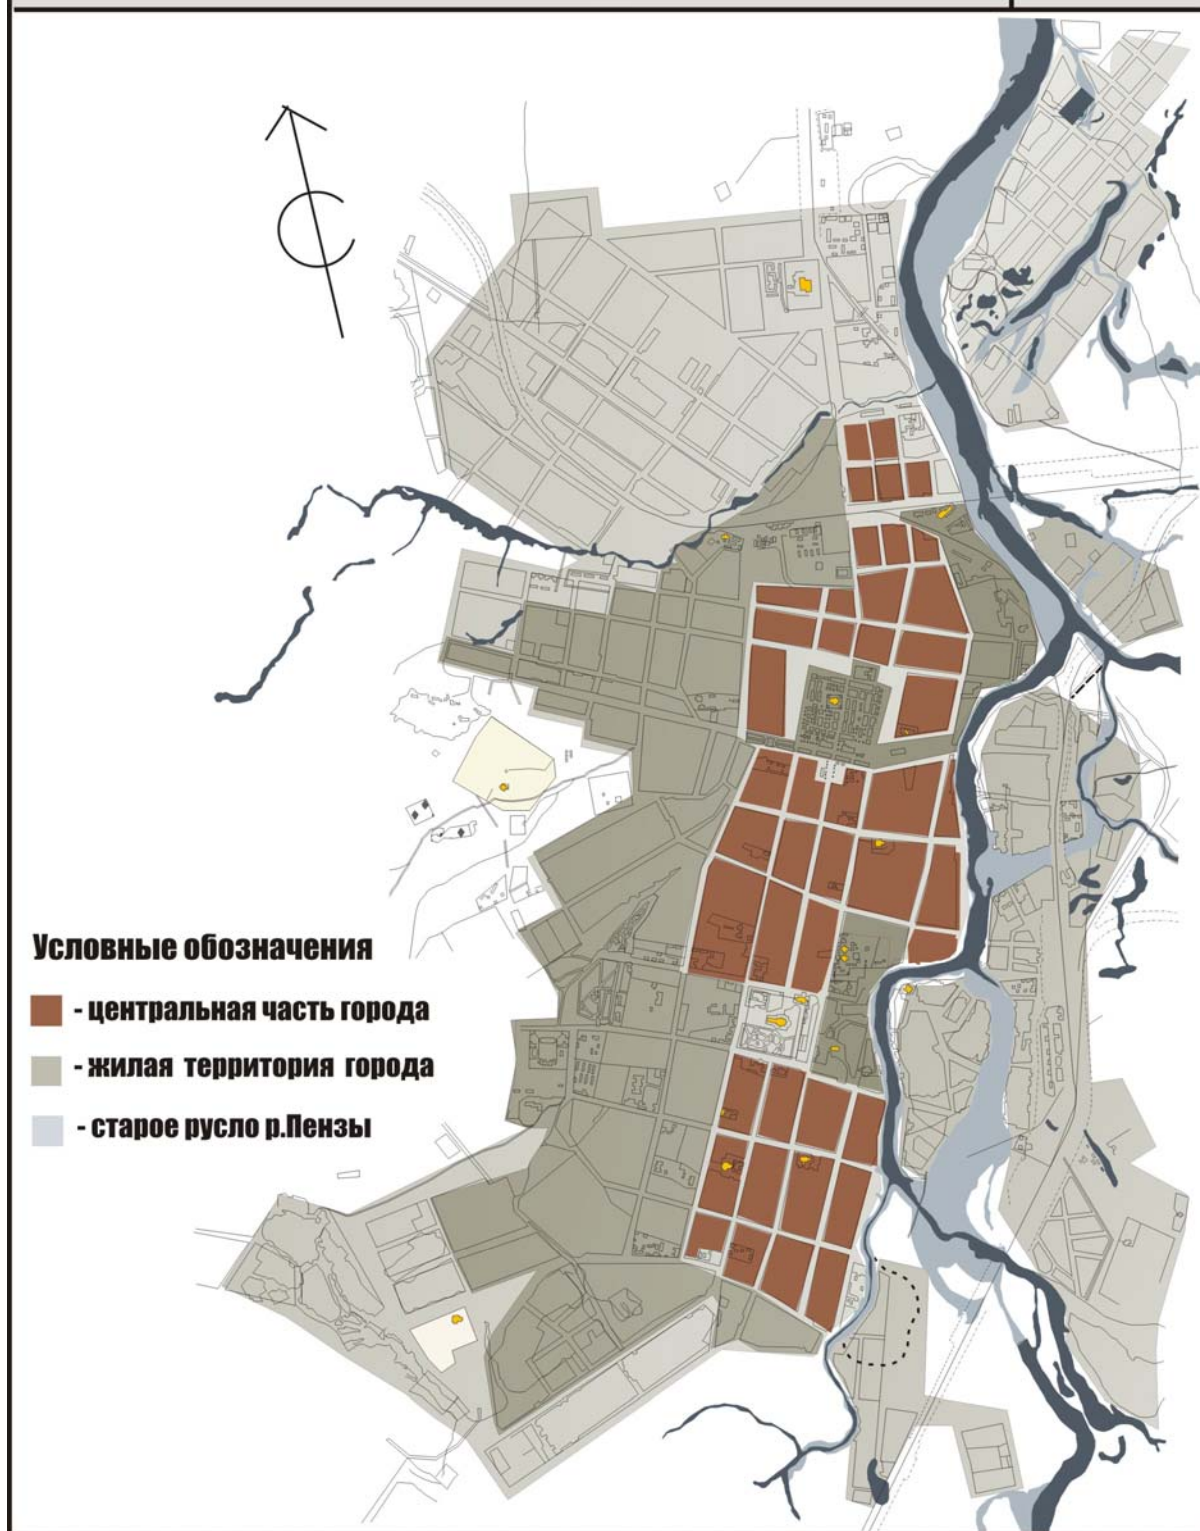 С
Условные обозначения
- центральная часть города
- жилая территория города
- старое русло р.Пензы